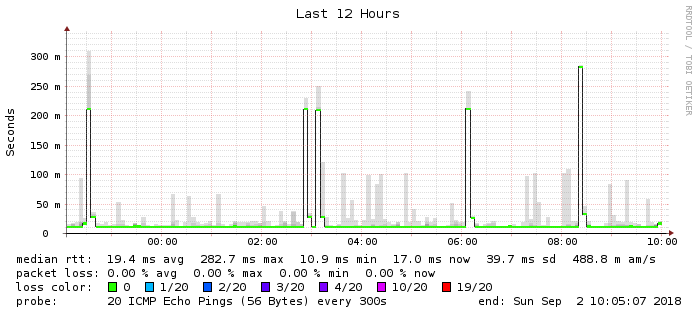 Last 12 Hours
RRDTOOL / TOBI OETIKER
Seconds
300 m
250 m
200 m
150 m
100 m
50 m
0
00:00 02:00 04:00 06:00 08:00 10:00
median rtt: 19.4 ms avg 282.7 ms max 10.9 ms min 17.0 ms now 39.7 ms sd 488.8 m am/s
packet loss: 0.00 % avg 0.00 % max 0.00 % min 0.00 % now
loss color: 0 1/20 2/20 3/20 4/20 10/20 19/20
probe: 20 ICMP Echo Pings (56 Bytes) every 300s end: Sun Sep 2 10:05:07 2018